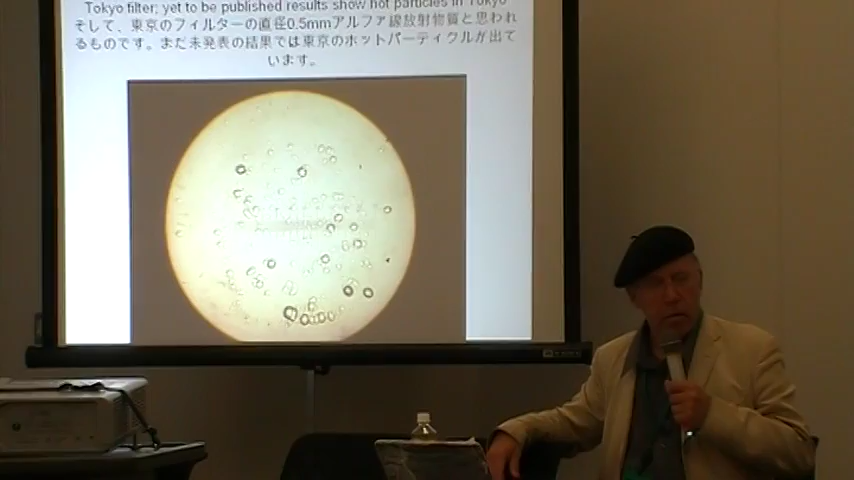 Tokyo filter; yet to be published results show hot particles in Tokyo
そして、東京のフィルターの直径0.5mmアルファ線放射物質と思われ
るものです。まだ未発表の結果では東京のホットパーティクルが出て
います。